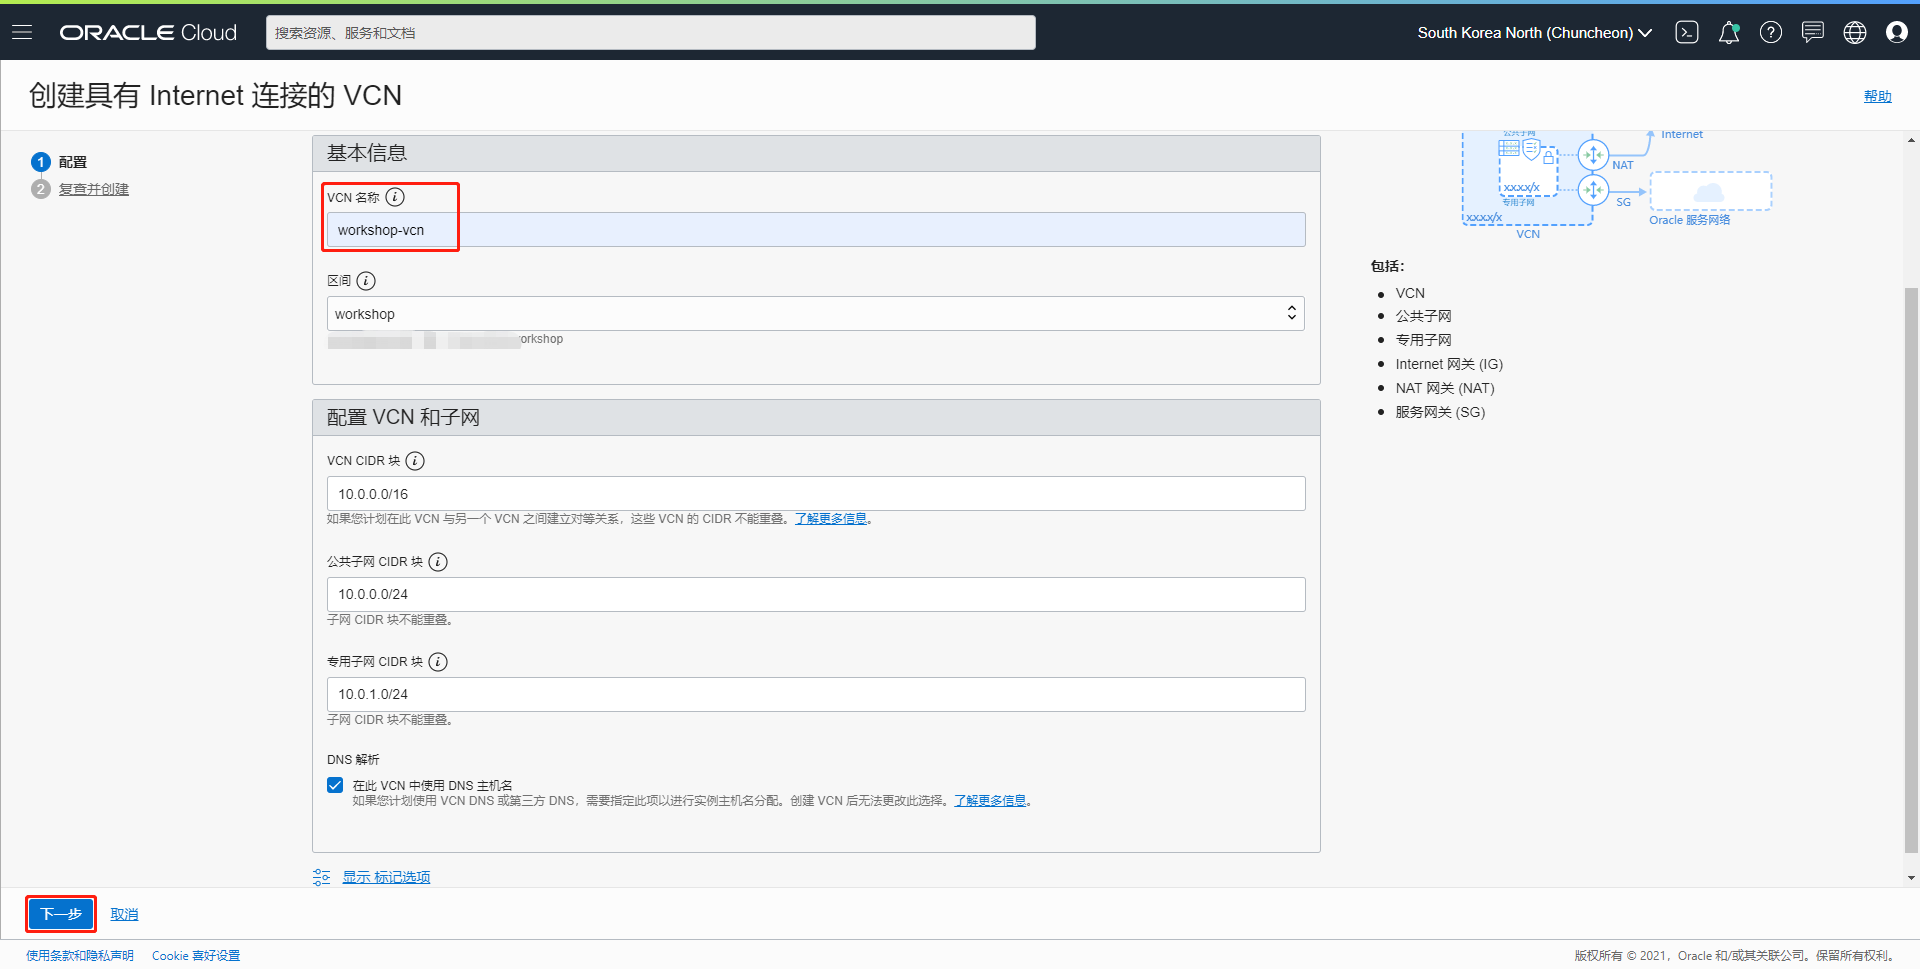 ORACLE Cloud
搜索资源、服务和文档
South Korea North (Chuncheon)
创建具有 Internet 连接的 VCN
帮助
1 配置
2 复查并创建
基本信息
VCN 名称
workshop-vcn
区间
workshop
orkshop
配置 VCN 和子网
VCN CIDR 块
10.0.0.0/16
如果您计划在此 VCN 与另一个 VCN 之间建立对等关系，这些 VCN 的 CIDR 不能重叠。了解更多信息。
公共子网 CIDR 块
10.0.0.0/24
子网 CIDR 块不能重叠。
专用子网 CIDR 块
10.0.1.0/24
子网 CIDR 块不能重叠。
DNS 解析
在此 VCN 中使用 DNS 主机名
如果您计划使用 VCN DNS 或第三方 DNS，需要指定此项以进行实例主机名分配。创建 VCN 后无法更改此选择。了解更多信息。
显示 标记选项
公共子网
Internet
NAT
xxxx/x
专用子网
SG
xxxx/x
Oracle 服务网络
VCN
包括：
VCN
公共子网
专用子网
Internet 网关 (IG)
NAT 网关 (NAT)
服务网关 (SG)
下一步
取消
使用条款和隐私声明
Cookie 喜好设置
版权所有 © 2021，Oracle 和/或其关联公司。保留所有权利。